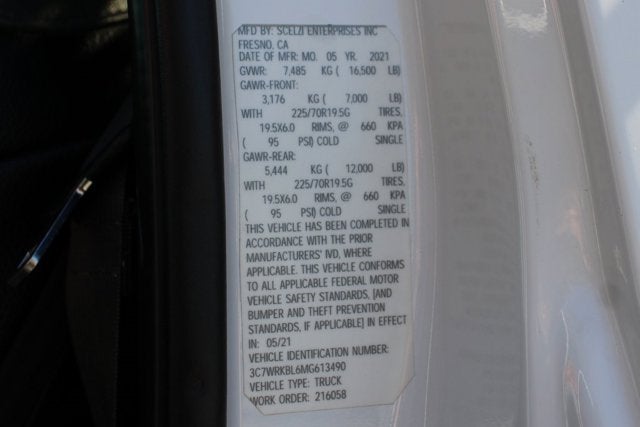 MFD BY: SCELZI ENTERPRISES INC
FRESNO, CA
DATE OF MFR: MO. 05 YR. 2021
GVWR: 7,485 KG ( 16,500 LB)
GAWR-FRONT:
3,176 KG ( 7,000 LB)
WITH 225/70R19.5G TIRES,
19.5X6.0 RIMS, @ 660 KPA
( 95 PSI) COLD SINGLE
GAWR-REAR:
5,444 KG ( 12,000 LB)
WITH 225/70R19.5G TIRES,
19.5X6.0 RIMS, @ 660 KPA
( 95 PSI) COLD SINGLE
THIS VEHICLE HAS BEEN COMPLETED IN
ACCORDANCE WITH THE PRIOR
MANUFACTURERS' IVD, WHERE
APPLICABLE. THIS VEHICLE CONFORMS
TO ALL APPLICABLE FEDERAL MOTOR
VEHICLE SAFETY STANDARDS, [AND
BUMPER AND THEFT PREVENTION
STANDARDS, IF APPLICABLE] IN EFFECT
IN: 05/21
VEHICLE IDENTIFICATION NUMBER:
3C7WRKBL6MG613490
VEHICLE TYPE: TRUCK
WORK ORDER: 216058